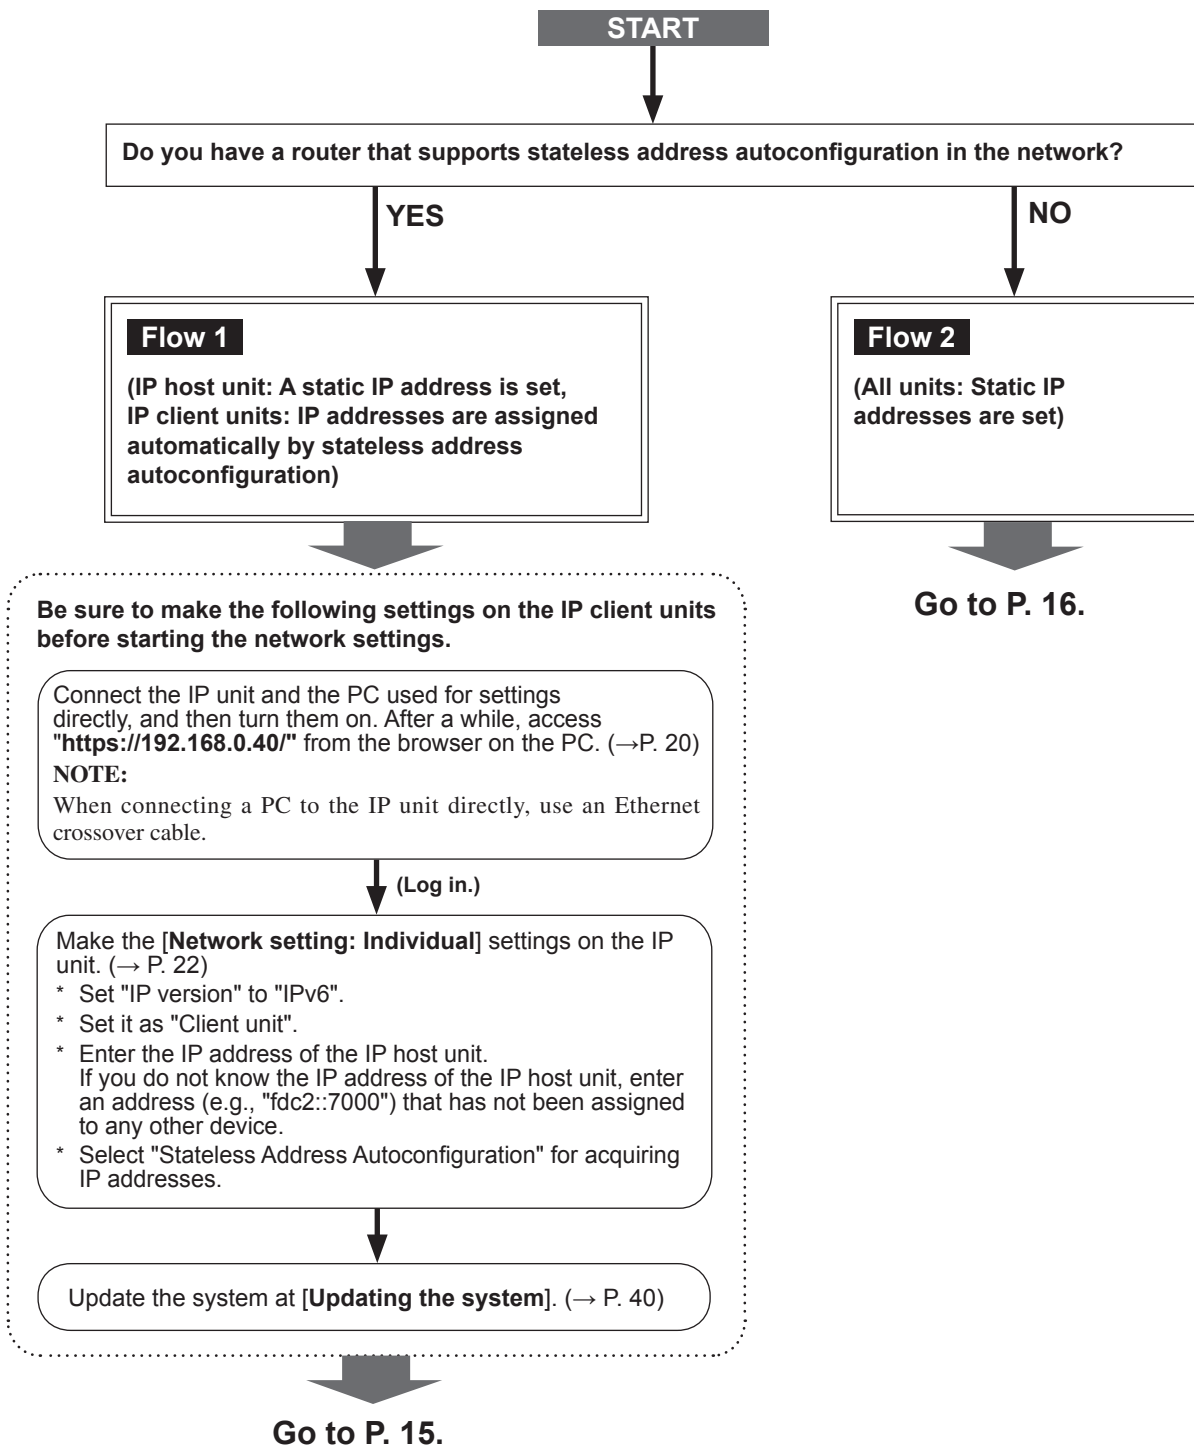 START
Do you have a router that supports stateless address autoconfiguration in the network?
YES
NO
Flow 1
(IP host unit: A static IP address is set,
IP client units: IP addresses are assigned
automatically by stateless address
autoconfiguration)
Flow 2
(All units: Static IP
addresses are set)
Go to P. 16.
Be sure to make the following settings on the IP client units
before starting the network settings.
Connect the IP unit and the PC used for settings
directly, and then turn them on. After a while, access
"https://192.168.0.40/" from the browser on the PC. (→P. 20)
NOTE:
When connecting a PC to the IP unit directly, use an Ethernet
crossover cable.
(Log in.)
Make the [Network setting: Individual] settings on the IP
unit. (→ P. 22)
* Set "IP version" to "IPv6".
* Set it as "Client unit".
* Enter the IP address of the IP host unit.
If you do not know the IP address of the IP host unit, enter
an address (e.g., "fdc2::7000") that has not been assigned
to any other device.
* Select "Stateless Address Autoconfiguration" for acquiring
IP addresses.
Update the system at [Updating the system]. (→ P. 40)
Go to P. 15.